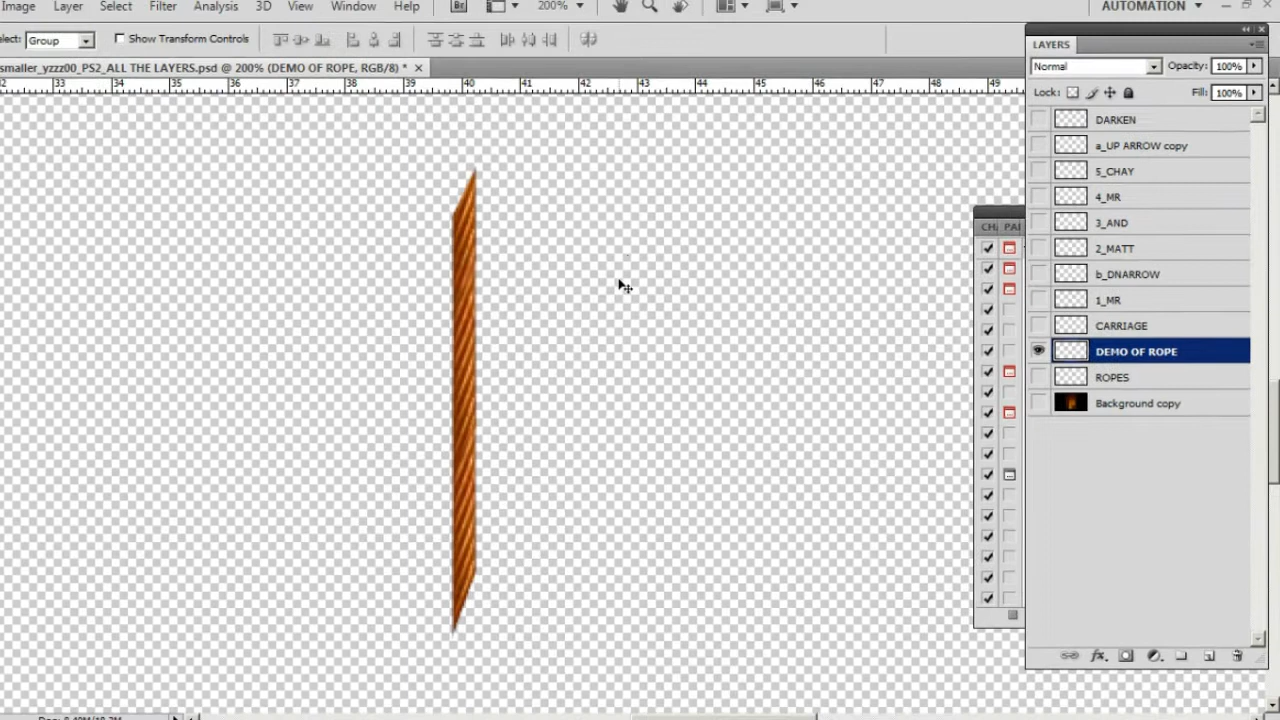 Image Layer Select Filter Analysis 3D View Window Help Br 200% AUTOMATION
elect: Group Show Transform Controls
smaller_yzzz00_PS2_ALL THE LAYERS.psd @ 200% (DEMO OF ROPE, RGB/8) *
32 33 34 35 36 37 38 39 40 41 42 43 44 45 46 47 48 49
LAYERS
Normal Opacity: 100%
Lock: Fill: 100%
DARKEN
a_UP ARROW copy
5_CHAY
4_MR
3_AND
2_MATT
b_DNARROW
1_MR
CARRIAGE
DEMO OF ROPE
ROPES
Background copy